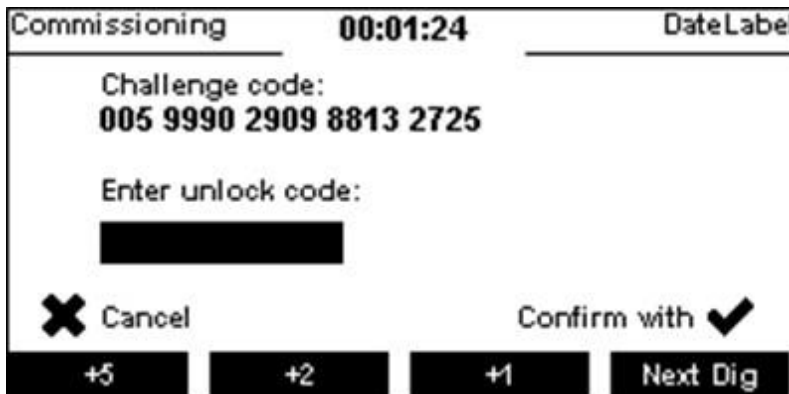 Commissioning 00:01:24 DateLabel
Challenge code:
005 9990 2909 8813 2725
Enter unlock code:
Cancel Confirm with
+5 +2 +1 Next Dig